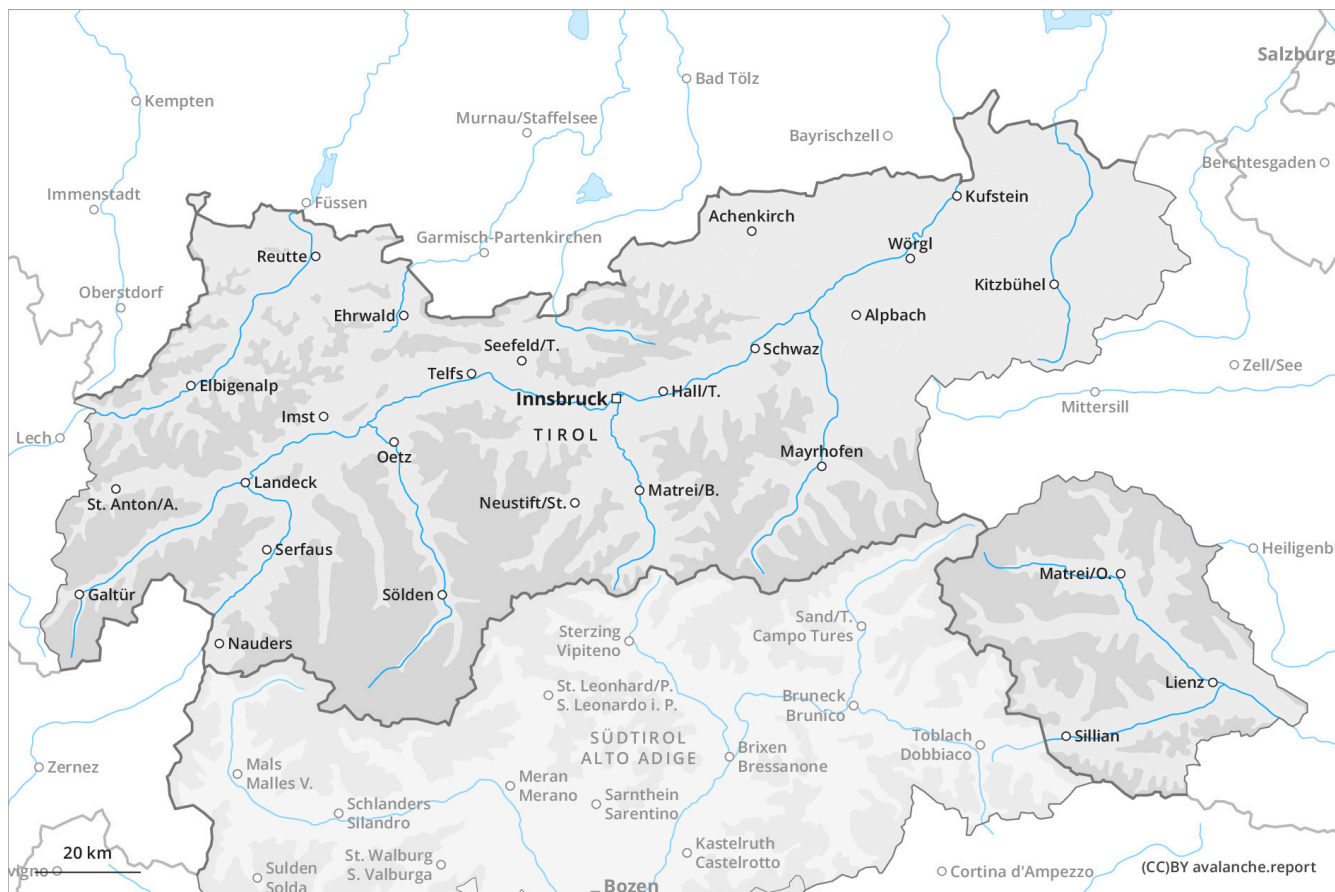 Salzburg
Bad Tölz
Kempten
Murnau/Staffelsee
Bayrischzell
Berchtesgaden
Immenstadt
Füssen
Kufstein
Achenkirch
Garmisch-Partenkirchen
Wörgl
Reutte
Kitzbühel
Oberstdorf
Ehrwald
Alpbach
Seefeld/T.
Schwaz
Zell/See
Telfs
Elbigenalp
Hall/T.
Innsbruck
Mittersill
Imst
TIROL
Lech
Oetz
Mayrhofen
Landeck
Matrei/B.
St. Anton/A.
Neustift/St.
Serfaus
Heiligenb
Matrei/O.
Galtür
Sölden
Sand/T.
Campo Tures
Sterzing
Vipiteno
Nauders
Lienz
St. Leonhard/P.
S. Leonardo i. P.
Bruneck
Brunico
SÜDTIROL
ALTO ADIGE
Toblach
Dobbiaco
Sillian
Brixen
Bressanone
Zernez
Mals
Malles V.
Meran
Merano
Schlanders
Silandro
Sarnthein
Sarentino
Kastelruth
Castelrotto
20 km
St. Walburg
S. Valburga
vigno
Sulden
Solda
Cortina d'Ampezzo
(CC)BY avalanche.report
Bozen